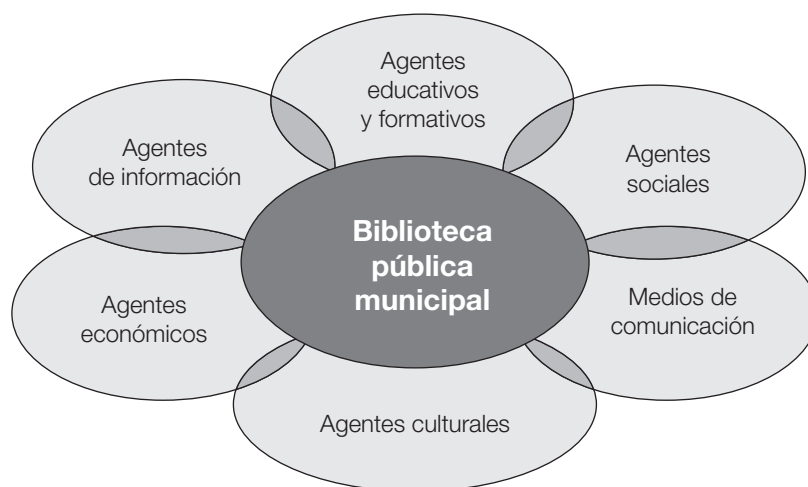 Agentes
educativos
y formativos
Agentes
de información
Agentes
sociales
Biblioteca
pública
municipal
Agentes
económicos
Medios de
comunicación
Agentes culturales